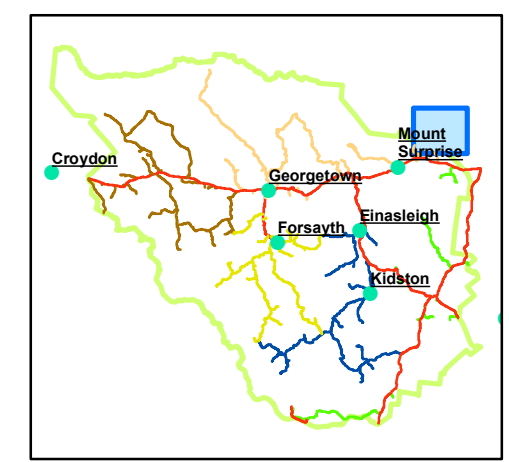 Mount
Surprise
Croydon
Georgetown
Einasleigh
Forsayth
Kidston